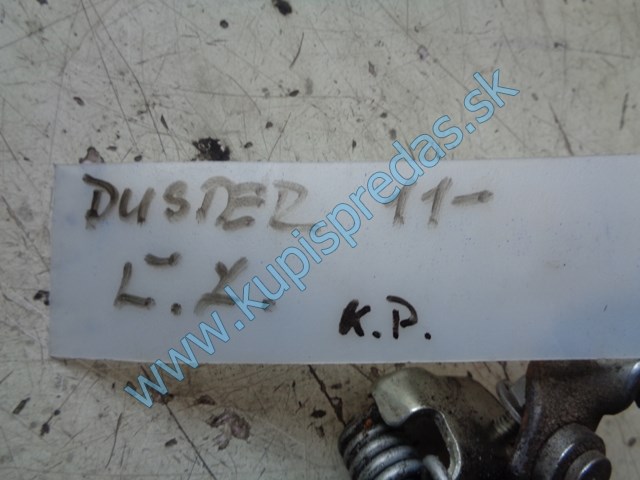 DUSTER 11-
Ľ.Z.
K.P.
www.kupispredas.sk